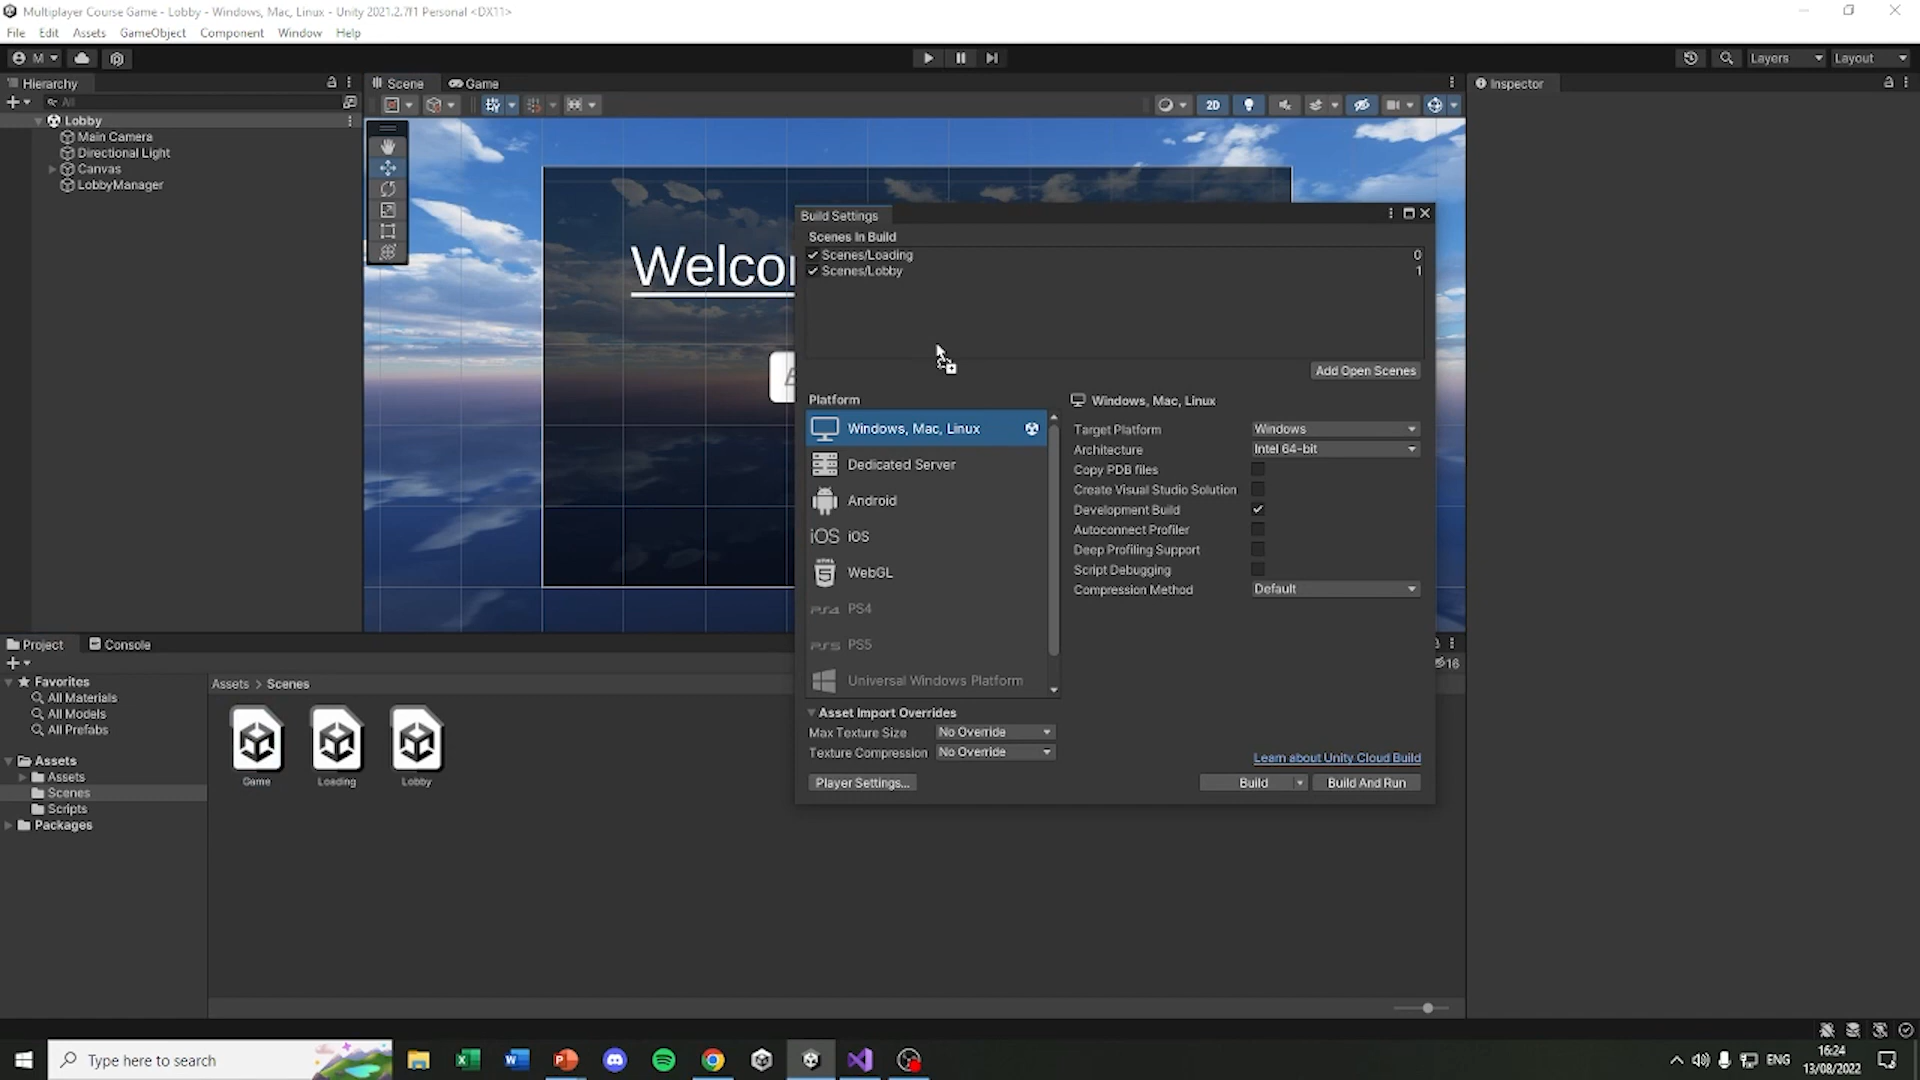 Multiplayer Course Game - Lobby - Windows, Mac, Linux - Unity 2021.2.7f1 Personal <DX11>
File Edit Assets GameObject Component Window Help
M
Layers
Layout
Hierarchy
All
Lobby
Main Camera
Directional Light
Canvas
LobbyManager
Scene
Game
2D
Inspector
Welco
Build Settings
Scenes In Build
Scenes/Loading 0
Scenes/Lobby 1
Add Open Scenes
Platform
Windows, Mac, Linux
Dedicated Server
Android
iOS iOS
WebGL
PS4 PS4
PS5 PS5
Universal Windows Platform
Windows, Mac, Linux
Target Platform Windows
Architecture Intel 64-bit
Copy PDB files
Create Visual Studio Solution
Development Build
Autoconnect Profiler
Deep Profiling Support
Script Debugging
Compression Method Default
Asset Import Overrides
Max Texture Size No Override
Texture Compression No Override
Learn about Unity Cloud Build
Player Settings...
Build
Build And Run
Project
Console
16
Favorites
All Materials
All Models
All Prefabs
Assets
Assets
Scenes
Scripts
Packages
Assets > Scenes
Game
Loading
Lobby
Type here to search
ENG
16:24
13/08/2022